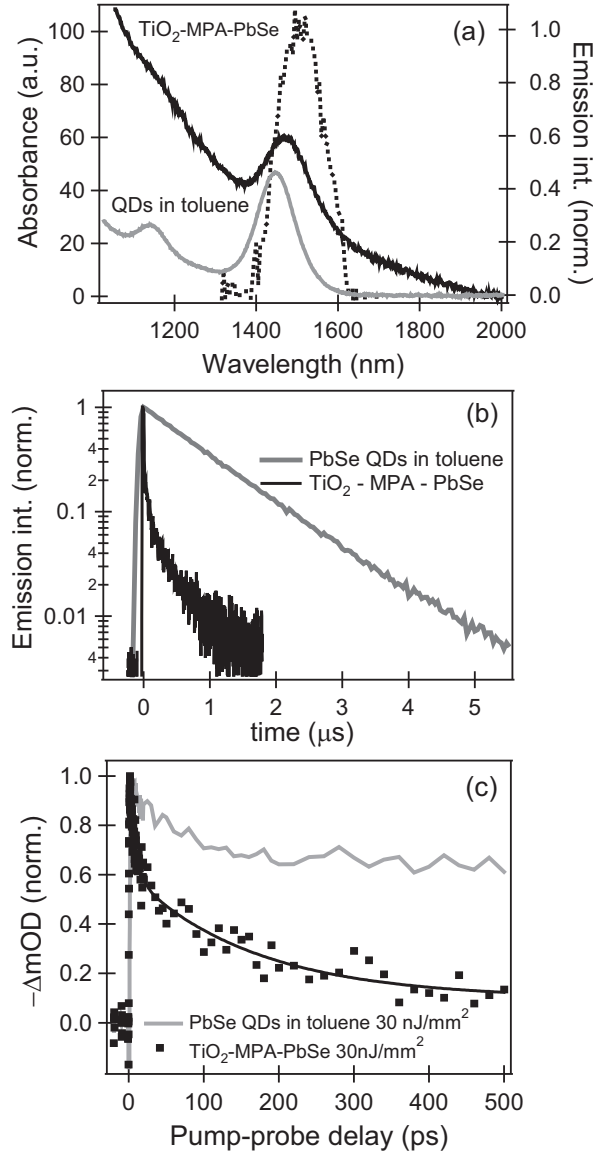 TiO2-MPA-PbSe
(a)
QDs in toluene
Absorbance (a.u.)
100
80
60
40
20
0
Emission int. (norm.)
1.0
0.8
0.6
0.4
0.2
0.0
1200 1400 1600 1800 2000
Wavelength (nm)
(b)
PbSe QDs in toluene
TiO2 - MPA - PbSe
Emission int. (norm.)
1
4
2
0.1
4
2
0.01
4
0 1 2 3 4 5
time (μs)
(c)
−ΔmOD (norm.)
1.0
0.8
0.6
0.4
0.2
0.0
PbSe QDs in toluene 30 nJ/mm2
TiO2-MPA-PbSe 30nJ/mm2
0 100 200 300 400 500
Pump-probe delay (ps)